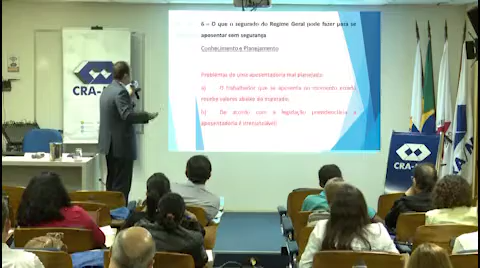 6 – O que o segurado do Regime Geral pode fazer para se
aposentar sem segurança
Conhecimento e Planejamento
Problemas de uma aposentadoria mal planejada:
a) O trabalhador que se aposenta no momento errado
recebe valores abaixo do esperado.
b) De acordo com a legislação previdenciária a
aposentadoria é irrenunciável;
CRA-
CRA-